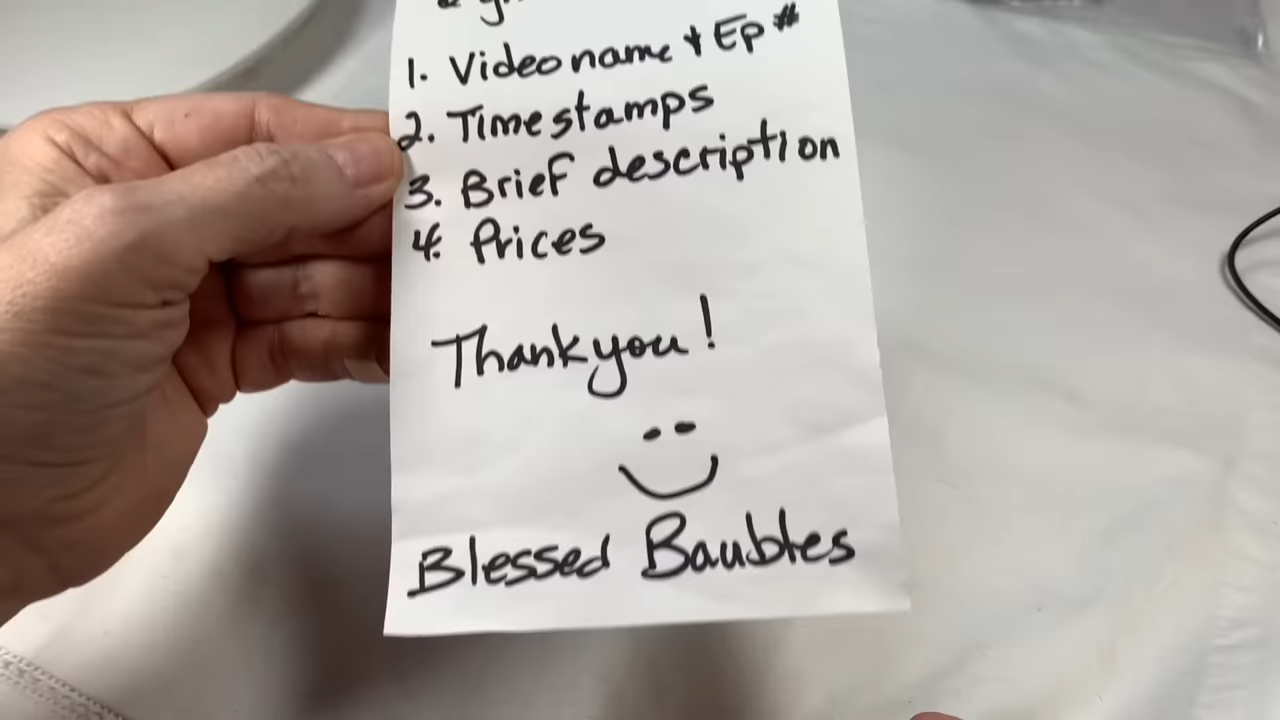 1. Video name & Ep #
2. Timestamps
3. Brief description
4. Prices
Thank you!
Blessed Baubles